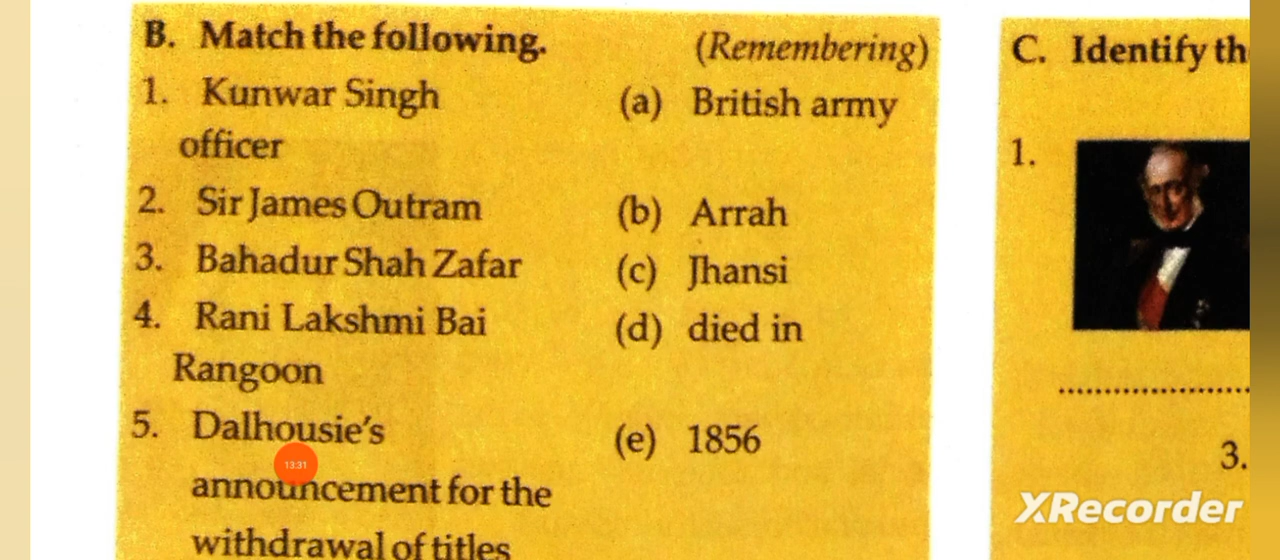 B. Match the following. (Remembering)
1. Kunwar Singh (a) British army
officer
2. Sir James Outram (b) Arrah
3. Bahadur Shah Zafar (c) Jhansi
4. Rani Lakshmi Bai (d) died in
Rangoon
5. Dalhousie's (e) 1856
announcement for the
withdrawal of titles
C. Identify th
1.
3.
13:31
XRecorder